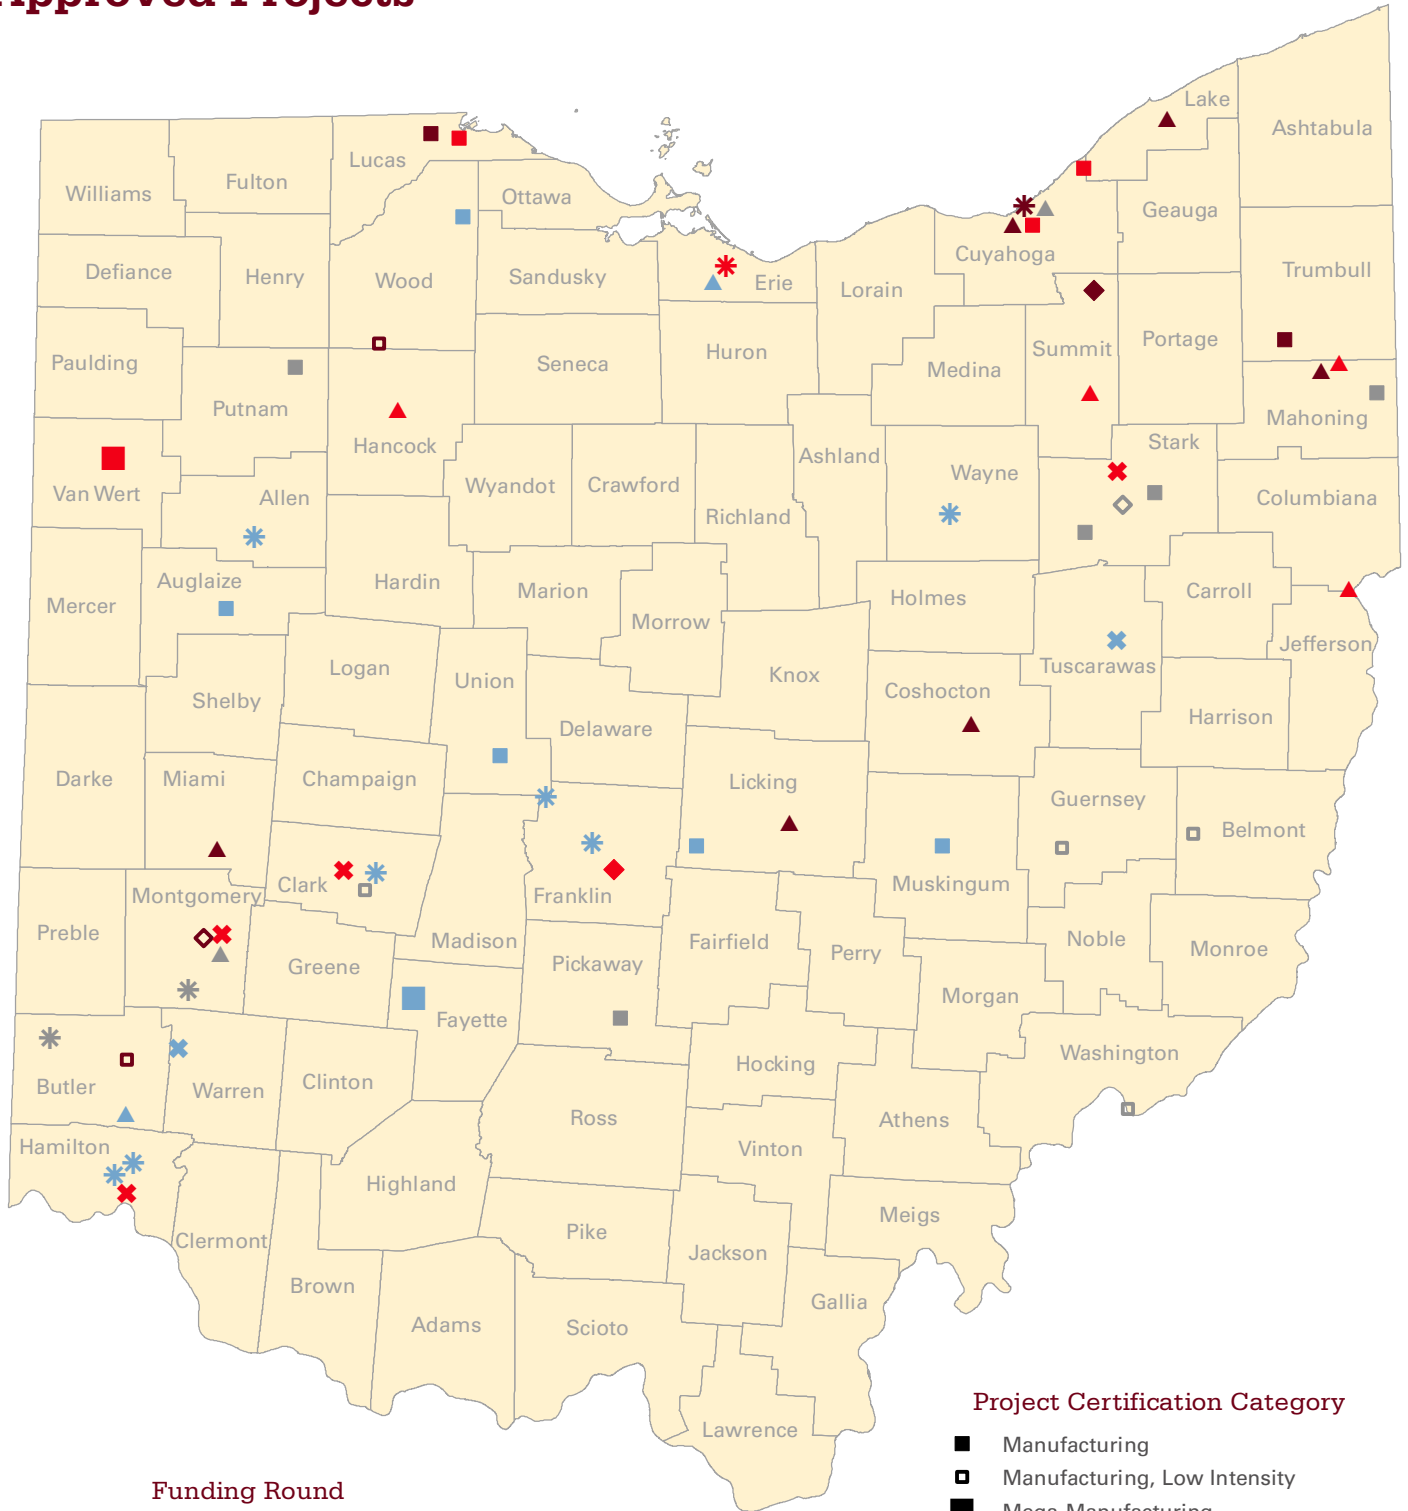 Approved Projects
Lake
Ashtabula
Lucas
Williams
Fulton
Ottawa
Geauga
Cuyahoga
Defiance
Henry
Wood
Sandusky
Erie
Lorain
Trumbull
Paulding
Putnam
Seneca
Huron
Medina
Summit
Portage
Hancock
Mahoning
Van Wert
Allen
Wyandot
Crawford
Richland
Ashland
Wayne
Stark
Columbiana
Mercer
Auglaize
Hardin
Marion
Morrow
Holmes
Carroll
Jefferson
Tuscarawas
Logan
Union
Knox
Coshocton
Shelby
Delaware
Harrison
Darke
Miami
Champaign
Licking
Guernsey
Belmont
Clark
Franklin
Muskingum
Montgomery
Preble
Madison
Fairfield
Perry
Noble
Monroe
Greene
Pickaway
Morgan
Fayette
Washington
Butler
Warren
Clinton
Hocking
Ross
Athens
Hamilton
Vinton
Highland
Meigs
Clermont
Pike
Jackson
Brown
Gallia
Adams
Scioto
Lawrence
Project Certification Category
Manufacturing
Manufacturing, Low Intensity
Mega-Manufacturing
Funding Round